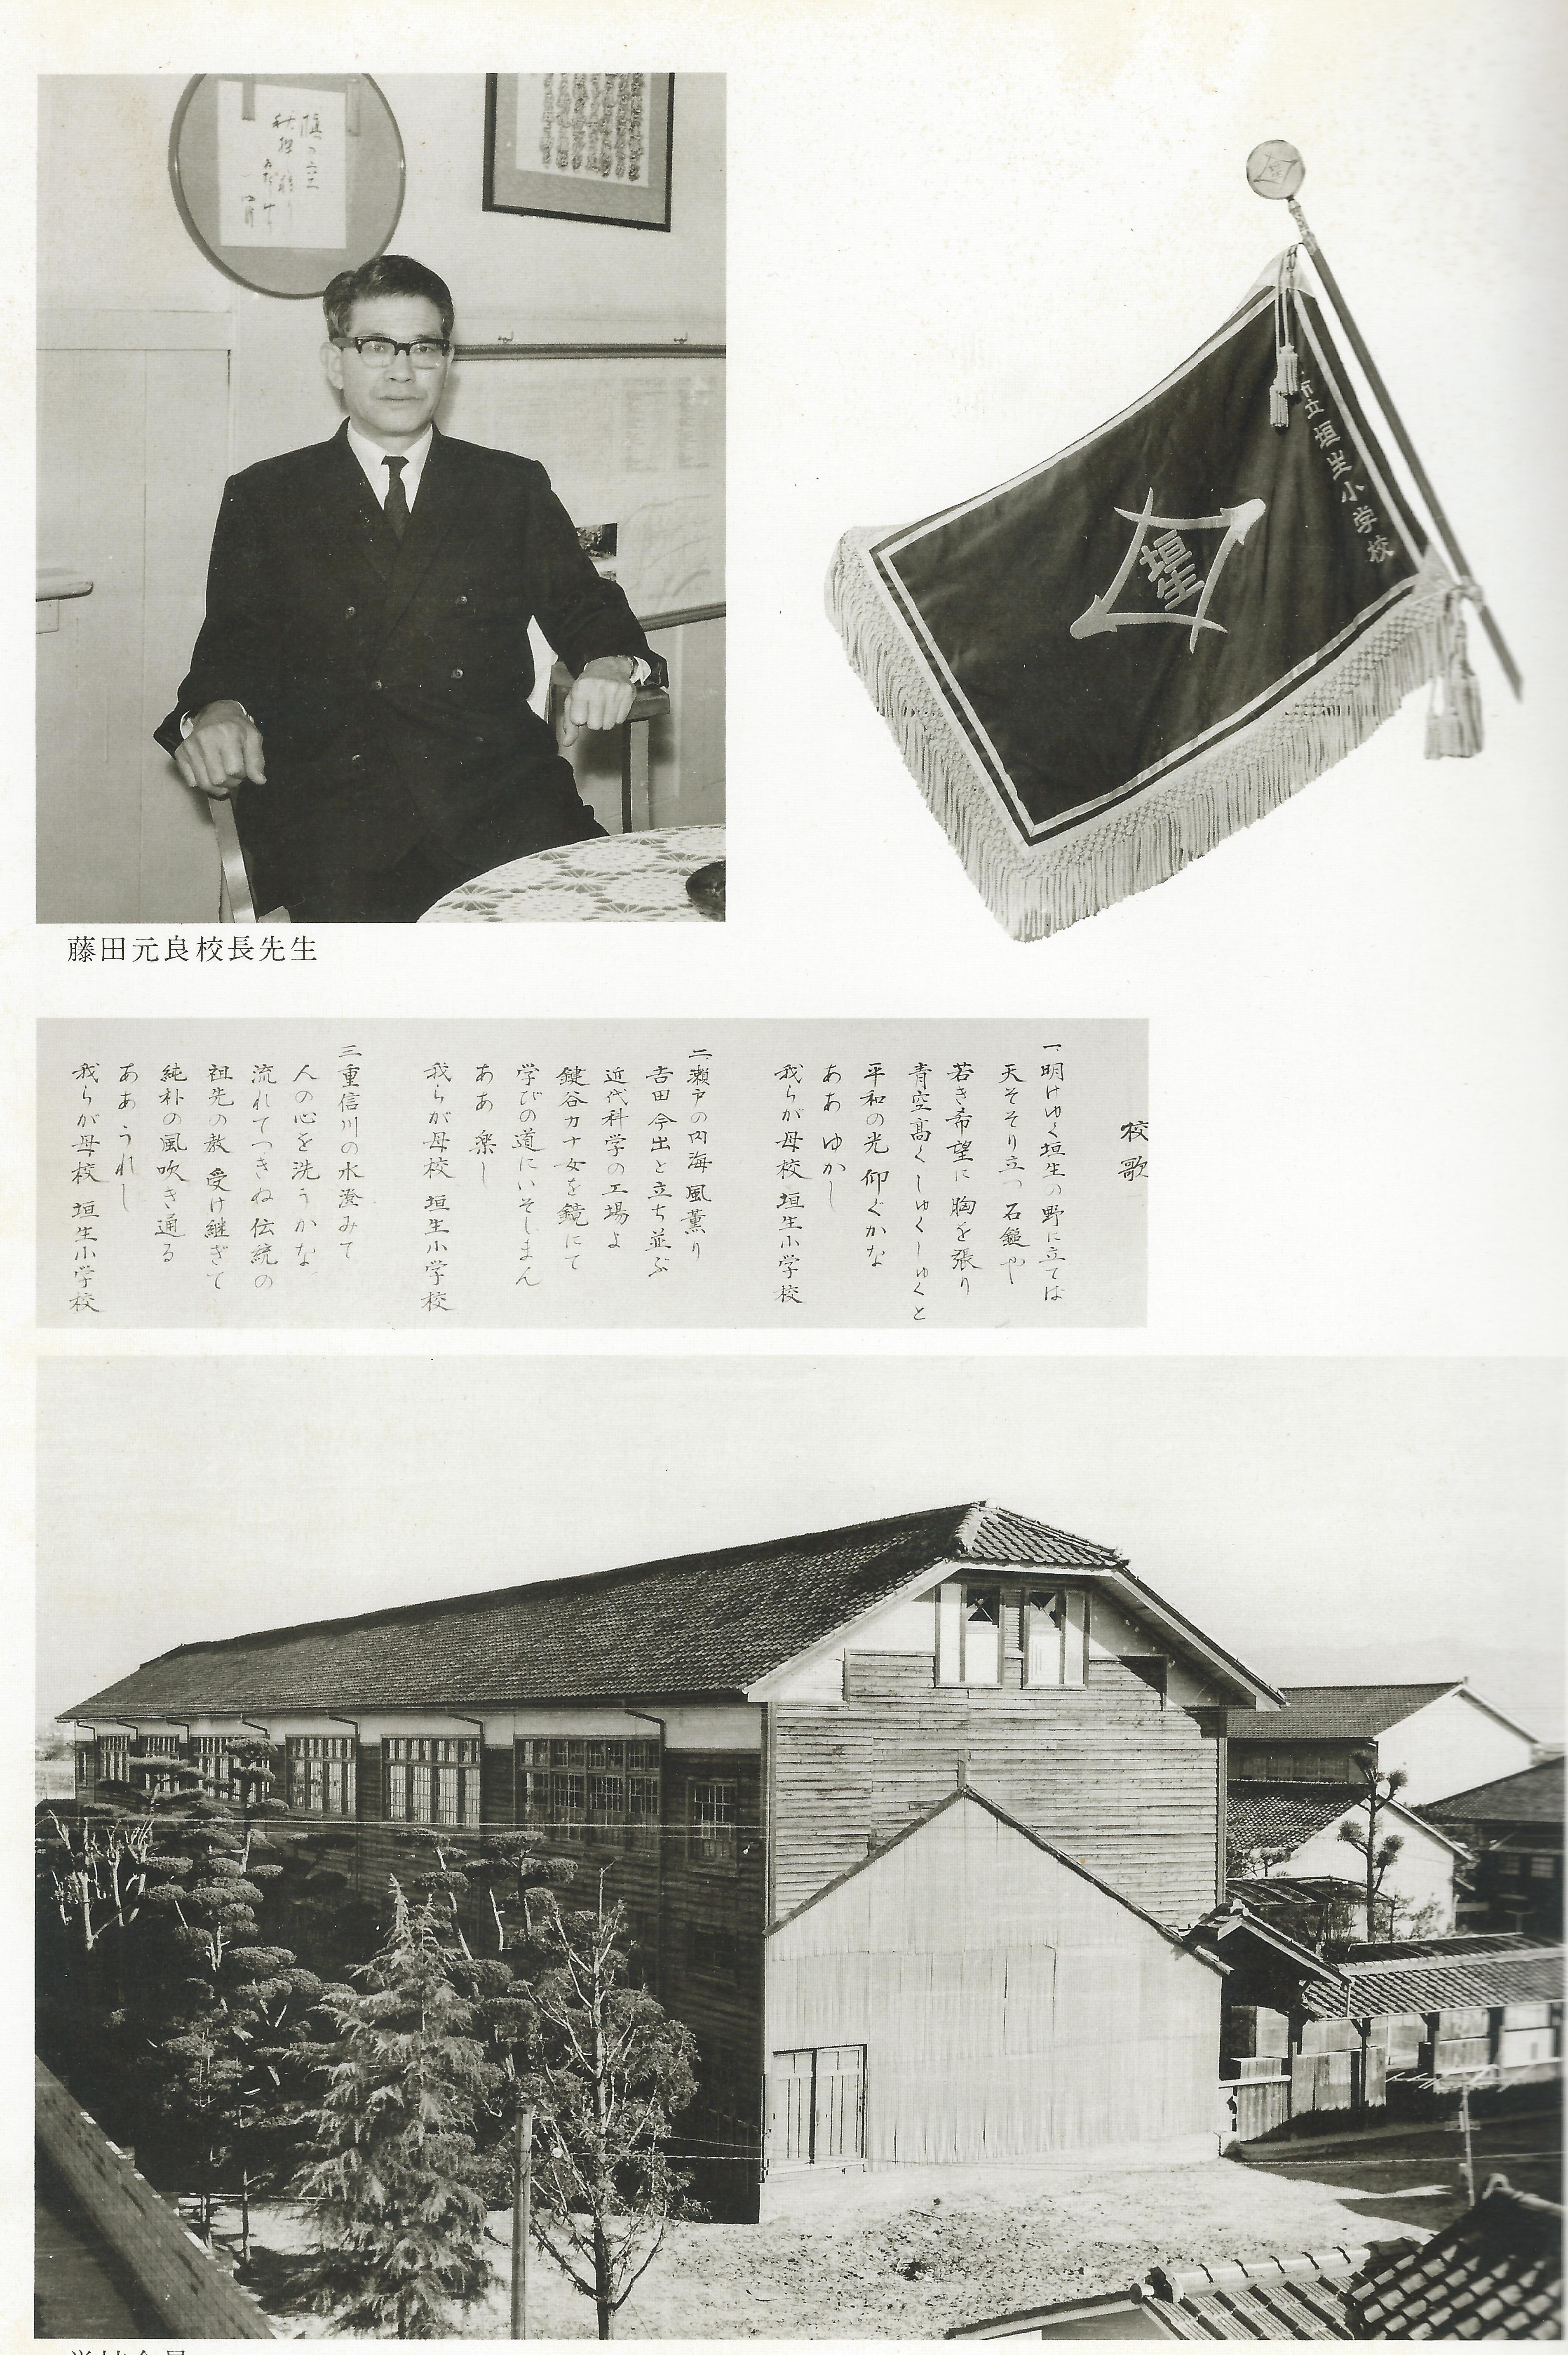 市立垣生小学校
垣生
藤田元良校長先生
校歌
一、明けゆく垣生の野に立てば
天そそり立つ 石鎚や
若き希望に 胸を張り
青空高く しゅくしゅくと
平和の光 仰ぐかな
ああ ゆかし
我らが母校 垣生小学校
二、瀬戸の内海 風薫り
吉田 今出と立ち並ぶ
近代科学の工場よ
鍵谷カナ女を鏡にて
学びの道にいそしまん
ああ 楽し
我らが母校 垣生小学校
三 重信川の水澄みて
人の心を洗うかな
流れてつきぬ 伝統の
祖先の教 受け継ぎて
純朴の風吹き通る
ああ うれし
我らが母校 垣生小学校